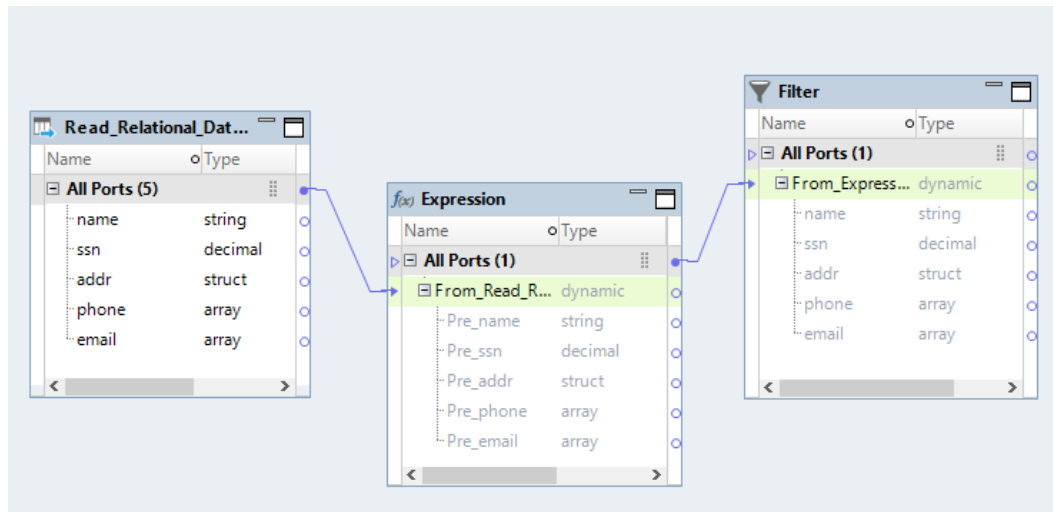 Read_Relational_Dat...
Name Type
All Ports (5)
name string
ssn decimal
addr struct
phone array
email array
f(x) Expression
Name Type
All Ports (1)
From_Read_R... dynamic
Pre_name string
Pre_ssn decimal
Pre_addr struct
Pre_phone array
Pre_email array
Filter
Name Type
All Ports (1)
From_Express... dynamic
name string
ssn decimal
addr struct
phone array
email array